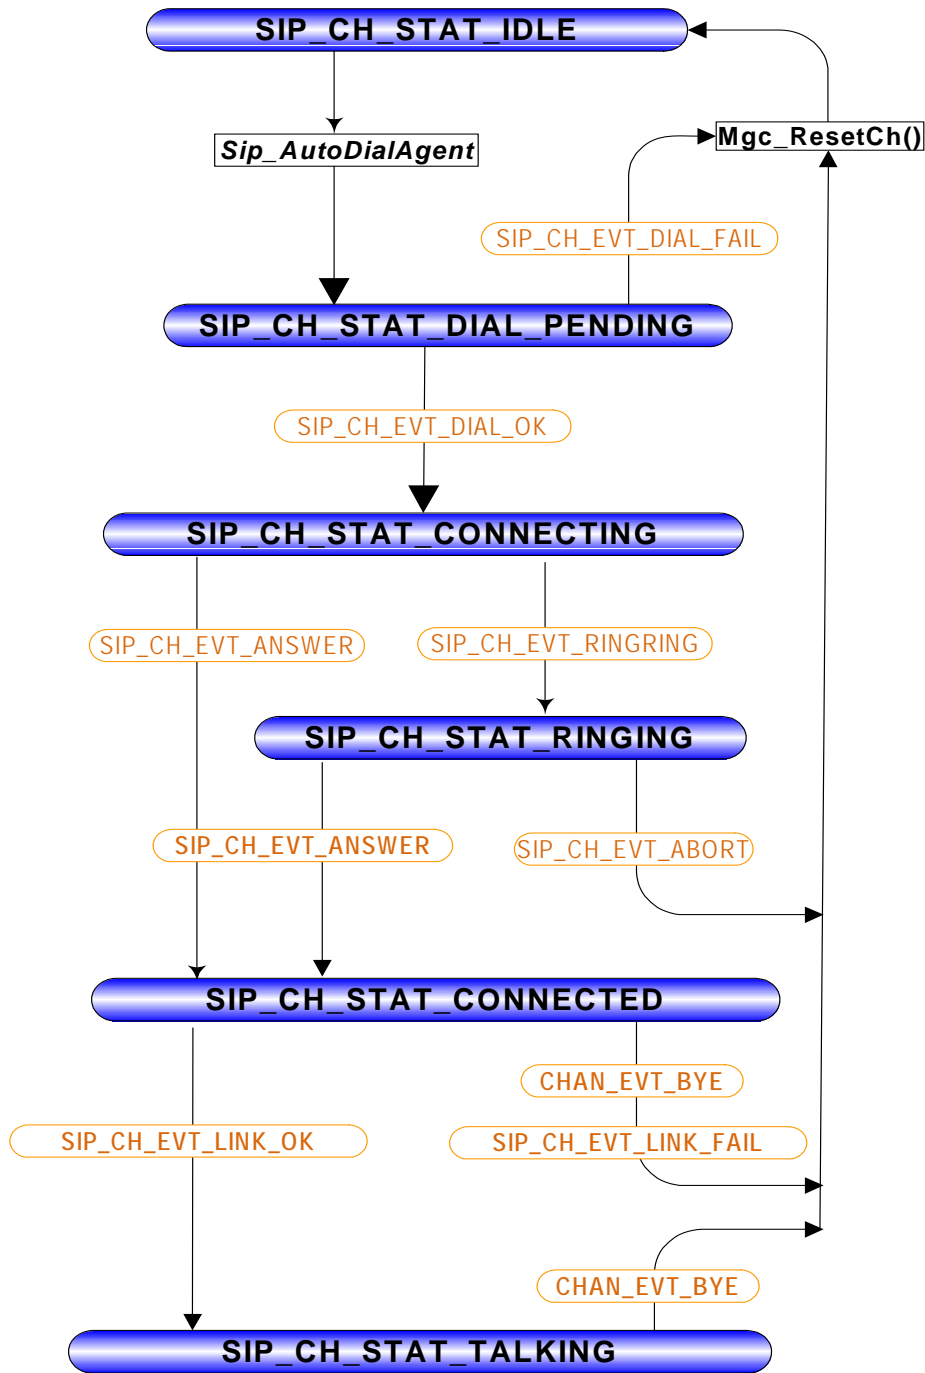 SIP_CH_STAT_IDLE
Sip_AutoDialAgent
Mgc_ResetCh()
SIP_CH_EVT_DIAL_FAIL
SIP_CH_STAT_DIAL_PENDING
SIP_CH_EVT_DIAL_OK
SIP_CH_STAT_CONNECTING
SIP_CH_EVT_ANSWER
SIP_CH_EVT_RINGRING
SIP_CH_STAT_RINGING
SIP_CH_EVT_ANSWER
SIP_CH_EVT_ABORT
SIP_CH_STAT_CONNECTED
CHAN_EVT_BYE
SIP_CH_EVT_LINK_OK
SIP_CH_EVT_LINK_FAIL
CHAN_EVT_BYE
SIP_CH_STAT_TALKING